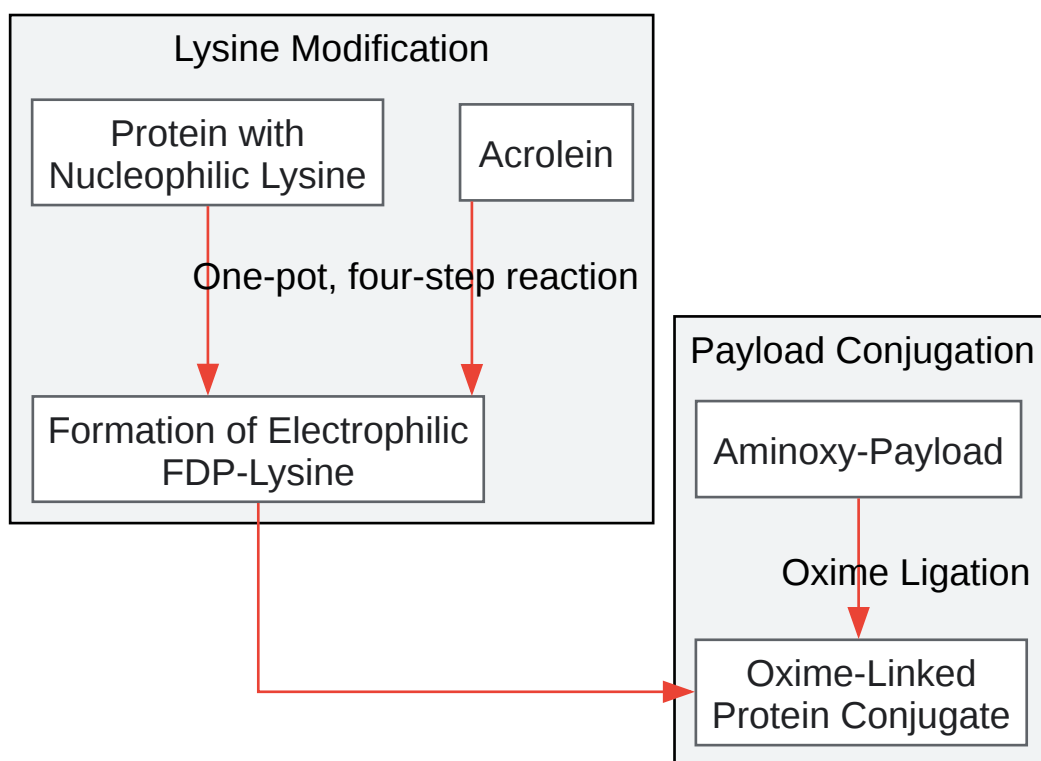 Lysine Modification
Protein with
Nucleophilic Lysine
Acrolein
One-pot, four-step reaction
Formation of Electrophilic
FDP-Lysine
Payload Conjugation
Aminoxy-Payload
Oxime Ligation
Oxime-Linked
Protein Conjugate